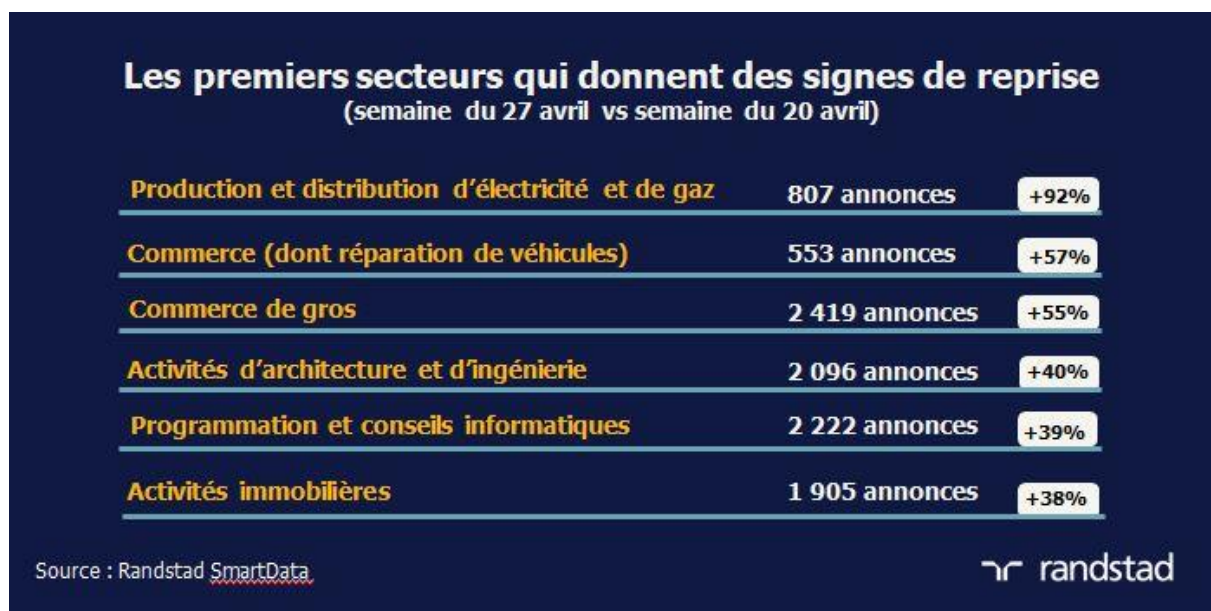 Les premiers secteurs qui donnent des signes de reprise
(semaine du 27 avril vs semaine du 20 avril)
Production et distribution d'électricité et de gaz 807 annonces +92%
Commerce (dont réparation de véhicules) 553 annonces +57%
Commerce de gros 2 419 annonces +55%
Activités d'architecture et d'ingénierie 2 096 annonces +40%
Programmation et conseils informatiques 2 222 annonces +39%
Activités immobilières 1 905 annonces +38%
Source : Randstad SmartData
randstad